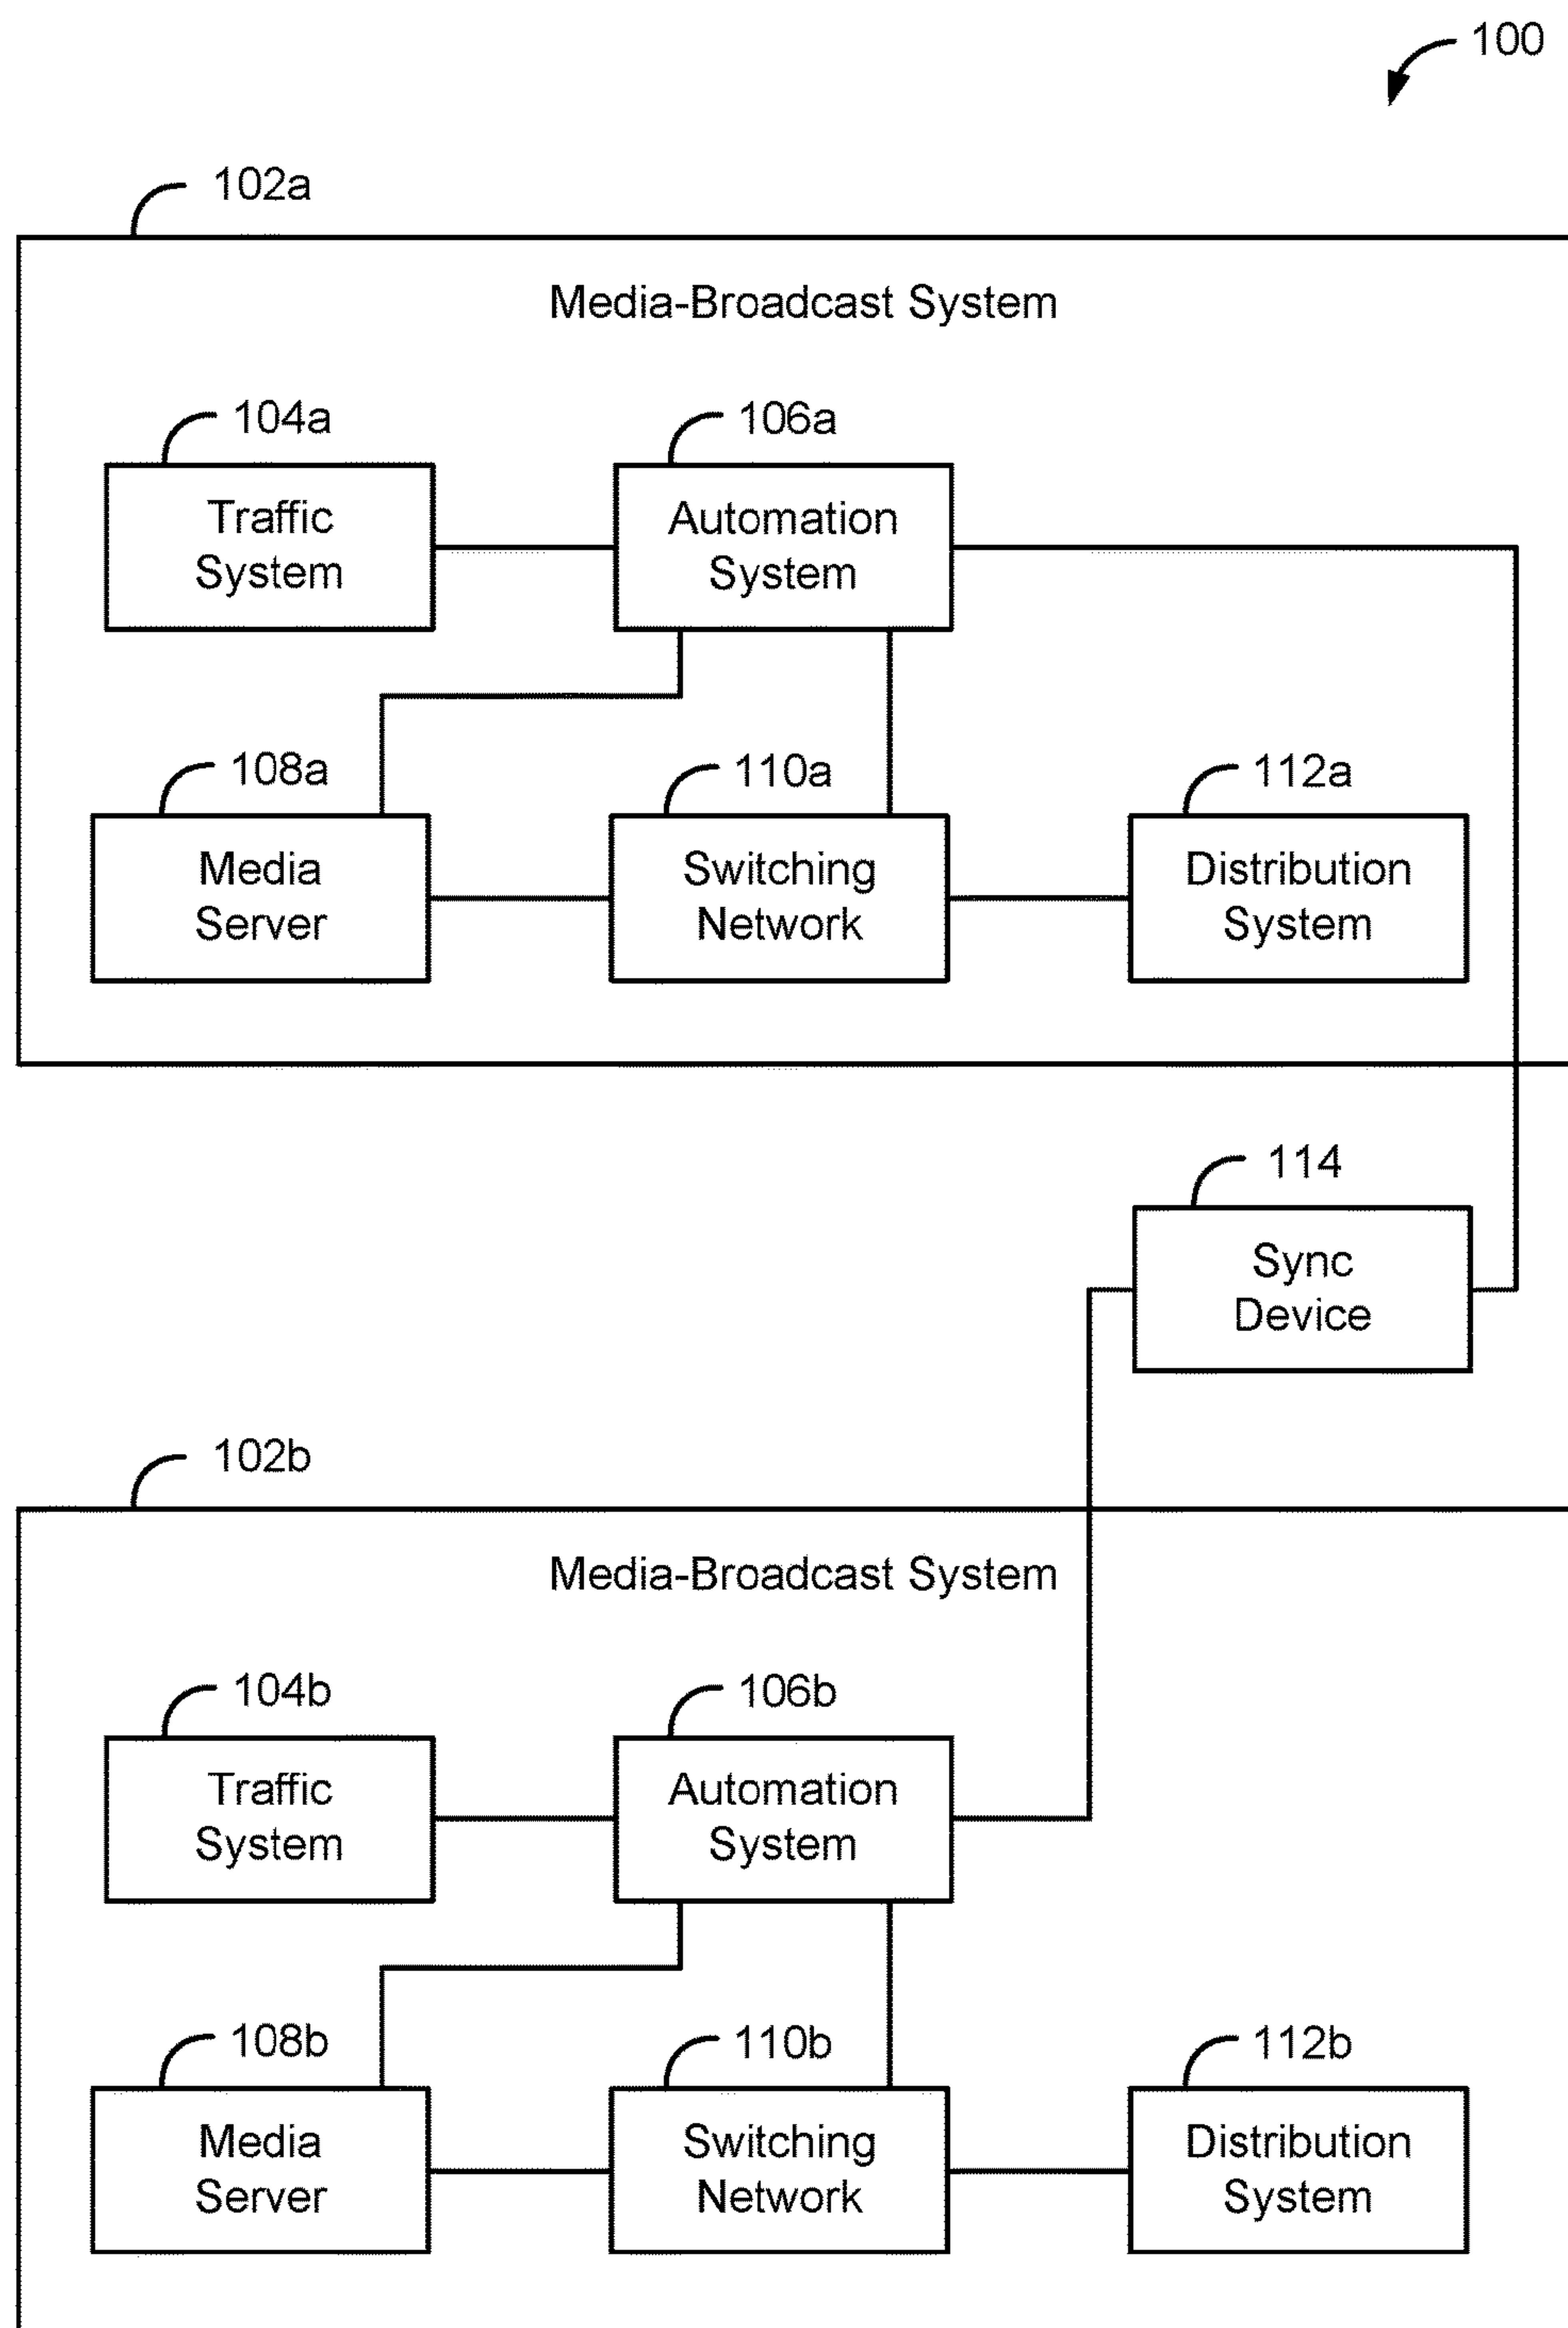 100
102a
Media-Broadcast System
104a
106a
Traffic
System
Automation
System
108a
110a
112a
Media
Server
Switching
Network
Distribution
System
114
Sync
Device
102b
Media-Broadcast System
104b
106b
Traffic
System
Automation
System
108b
110b
112b
Media
Server
Switching
Network
Distribution
System